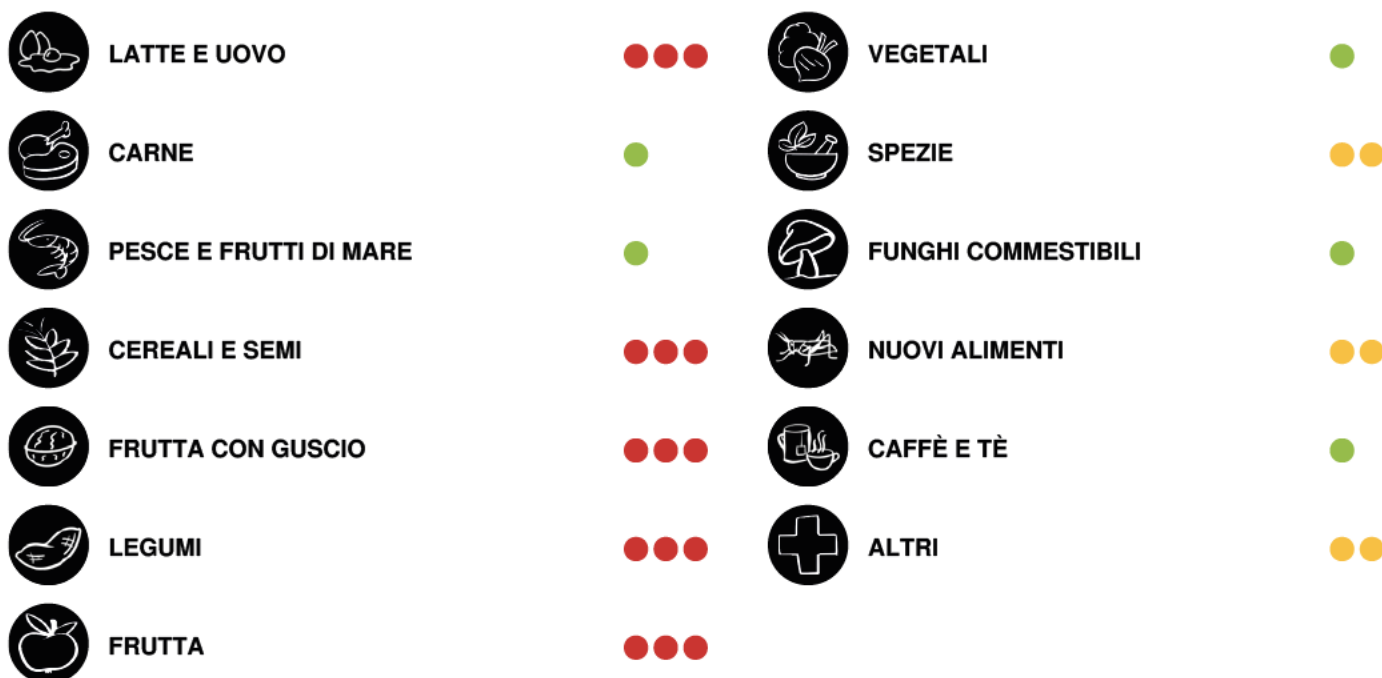 LATTE E UOVO
CARNE
PESCE E FRUTTI DI MARE
CEREALI E SEMI
FRUTTA CON GUSCIO
LEGUMI
FRUTTA
VEGETALI
SPEZIE
FUNGHI COMMESTIBILI
NUOVI ALIMENTI
CAFFÈ E TÈ
ALTRI